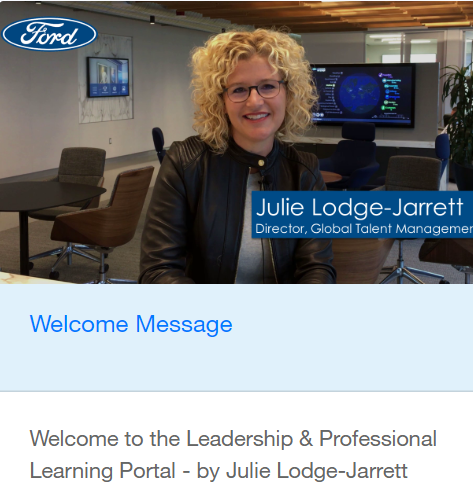 Ford
Julie Lodge-Jarrett
Director, Global Talent Managemen
Welcome Message
Welcome to the Leadership & Professional
Learning Portal - by Julie Lodge-Jarrett